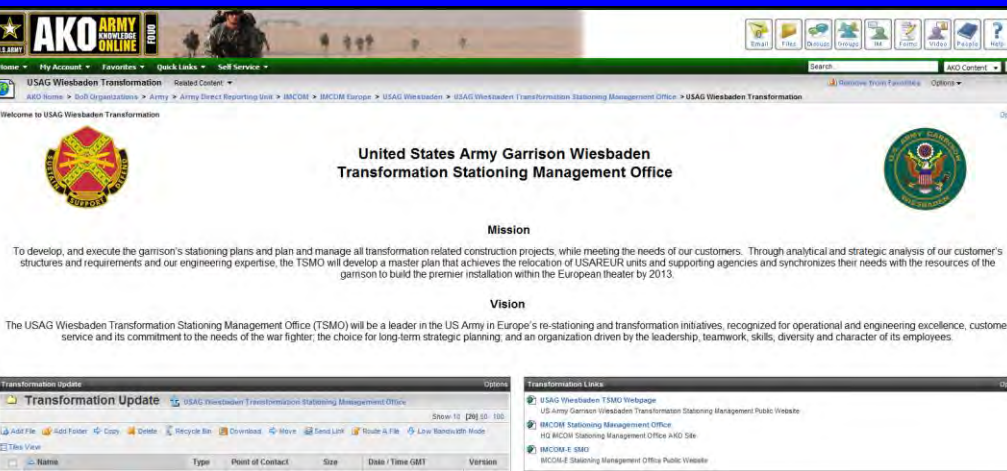 U.S. ARMY
AKO
ARMY
KNOWLEDGE
ONLINE
FOUO
Email Files Discuss Groups IM Forms Video People Help
Home My Account Favorites Quick Links Self Service
Search... AKO Content
USAG Wiesbaden Transformation Related Content
Remove from Favorites Options
AKO Home > DoD Organizations > Army > Army Direct Reporting Unit > IMCOM > IMCOM Europe > USAG Wiesbaden > USAG Wiesbaden Transformation Stationing Management Office > USAG Wiesbaden Transformation
Welcome to USAG Wiesbaden Transformation
SUSTAIN
SUPPORT
DEFEND
U.S. ARMY GARRISON
WIESBADEN
United States Army Garrison Wiesbaden
Transformation Stationing Management Office
Mission
To develop, and execute the garrison's stationing plans and plan and manage all transformation related construction projects, while meeting the needs of our customers. Through analytical and strategic analysis of our customer's
structures and requirements and our engineering expertise, the TSMO will develop a master plan that achieves the relocation of USAREUR units and supporting agencies and synchronizes their needs with the resources of the
garrison to build the premier installation within the European theater by 2013.
Vision
The USAG Wiesbaden Transformation Stationing Management Office (TSMO) will be a leader in the US Army in Europe's re-stationing and transformation initiatives, recognized for operational and engineering excellence, custome
service and its commitment to the needs of the war fighter; the choice for long-term strategic planning; and an organization driven by the leadership, teamwork, skills, diversity and character of its employees.
Transformation Update Options
Transformation Update USAG Wiesbaden Transformation Stationing Management Office
Show 10 [20] 50 100
Add File Add Folder Copy Delete Recycle Bin Download Move Send Link Route A File Low Bandwidth Mode
Tiles View
Name Type Point of Contact Size Date / Time GMT Version
Transformation Links
USAG Wiesbaden TSMO Webpage
US Army Garrison Wiesbaden Transformation Stationing Management Public Website
IMCOM Stationing Management Office
HQ IMCOM Stationing Management Office AKO Site
IMCOM-E SMO
IMCOM-E Stationing Management Office Public Website